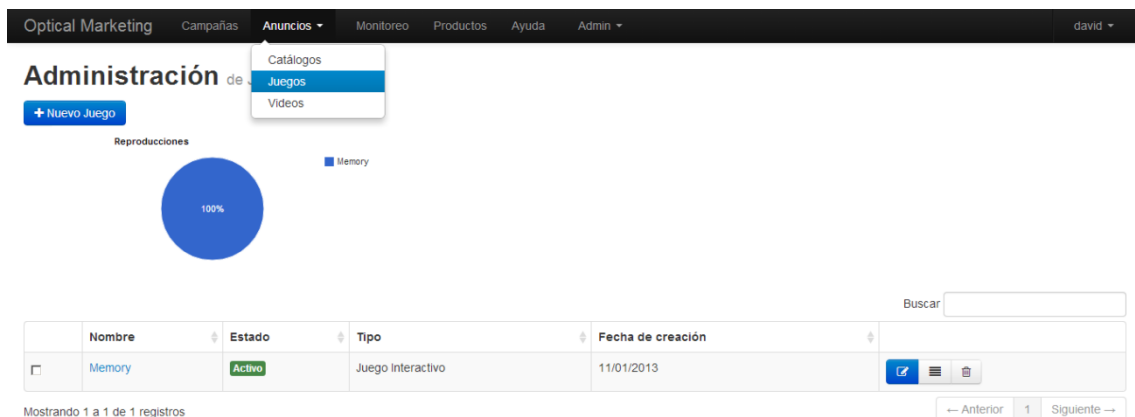 Optical Marketing Campañas Anuncios Monitoreo Productos Ayuda Admin david
Catálogos
Juegos
Videos
Administración de J
+ Nuevo Juego
Reproducciones
Memory
100%
Buscar
Nombre Estado Tipo Fecha de creación
Memory Activo Juego Interactivo 11/01/2013
Mostrando 1 a 1 de 1 registros
← Anterior 1 Siguiente →